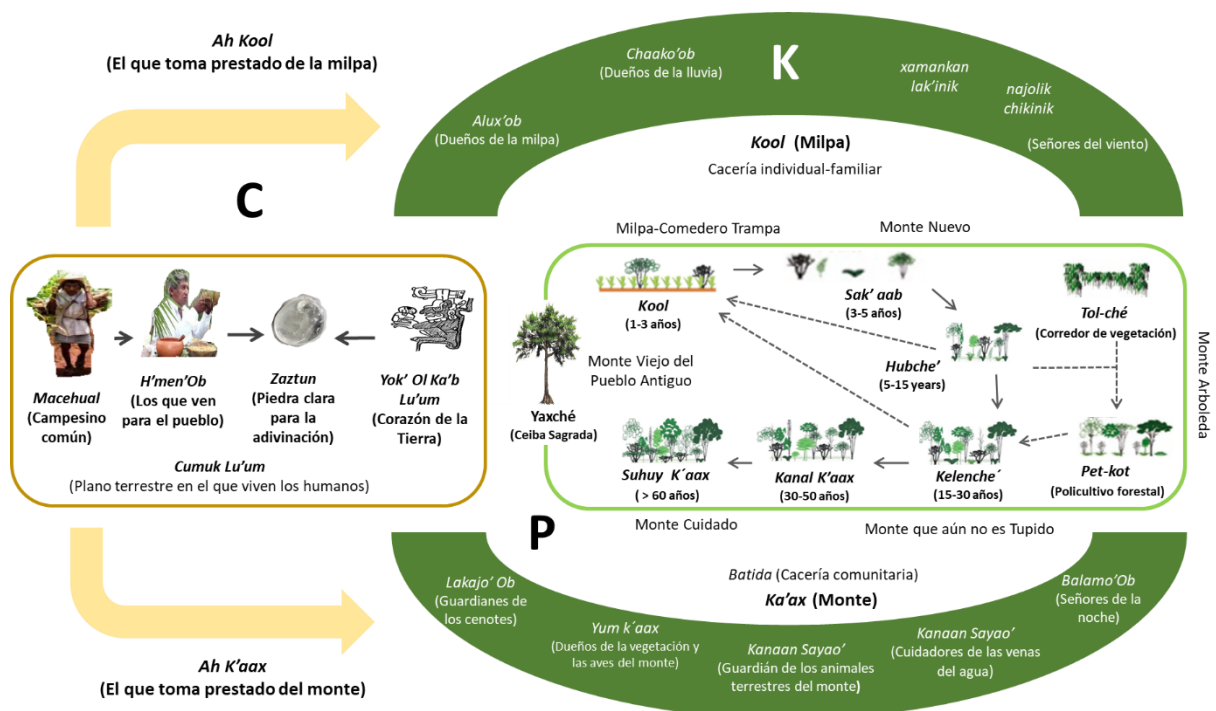 Ah Kool
(El que toma prestado de la milpa)
Chaako'ob
(Dueños de la lluvia)
K
xamankan
lak'inik
najolik
chikinik
(Señores del viento)
Alux'ob
(Dueños de la milpa)
Kool (Milpa)
Cacería individual-familiar
C
Milpa-Comedero Trampa
Monte Nuevo
Macehual
(Campesino
común)
H'men'Ob
(Los que ven
para el pueblo)
Zaztun
(Piedra clara
para la
adivinación)
Yok' Ol Ka'b
Lu'um
(Corazón de la
Tierra)
Cumuk Lu'um
(Plano terrestre en el que viven los humanos)
Kool
(1-3 años)
Sak' aab
(3-5 años)
Tol-ché
(Corredor de vegetación)
Hubche'
(5-15 years)
Monte Viejo del
Pueblo Antiguo
Yaxché
(Ceiba Sagrada)
Suhuy K´aax
( > 60 años)
Kanal K'aax
(30-50 años)
Kelenche´
(15-30 años)
Pet-kot
(Policultivo forestal)
Monte Arboleda
Monte Cuidado
Monte que aún no es Tupido
P
Batida (Cacería comunitaria)
Ka'ax (Monte)
Lakajo' Ob
(Guardianes de
los cenotes)
Yum k´aax
(Dueños de la vegetación y
las aves del monte)
Kanaan Sayao'
(Guardián de los animales
terrestres del monte)
Kanaan Sayao'
(Cuidadores de las venas
del agua)
Balamo'Ob
(Señores de la
noche)
Ah K'aax
(El que toma prestado del monte)